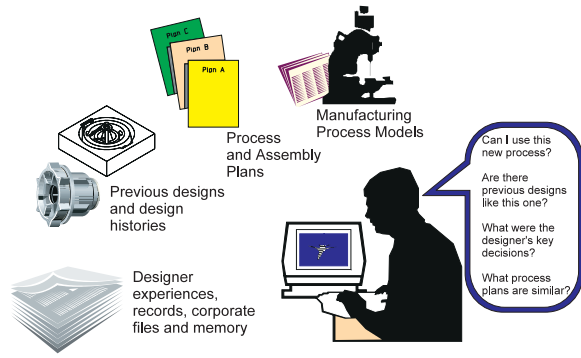 Plan C
Plan B
Plan A
Manufacturing
Process Models
Process
and Assembly
Plans
Previous designs
and design
histories
Designer
experiences,
records, corporate
files and memory
Can I use this
new process?
Are there
previous designs
like this one?
What were the
designer's key
decisions?
What process
plans are similar?